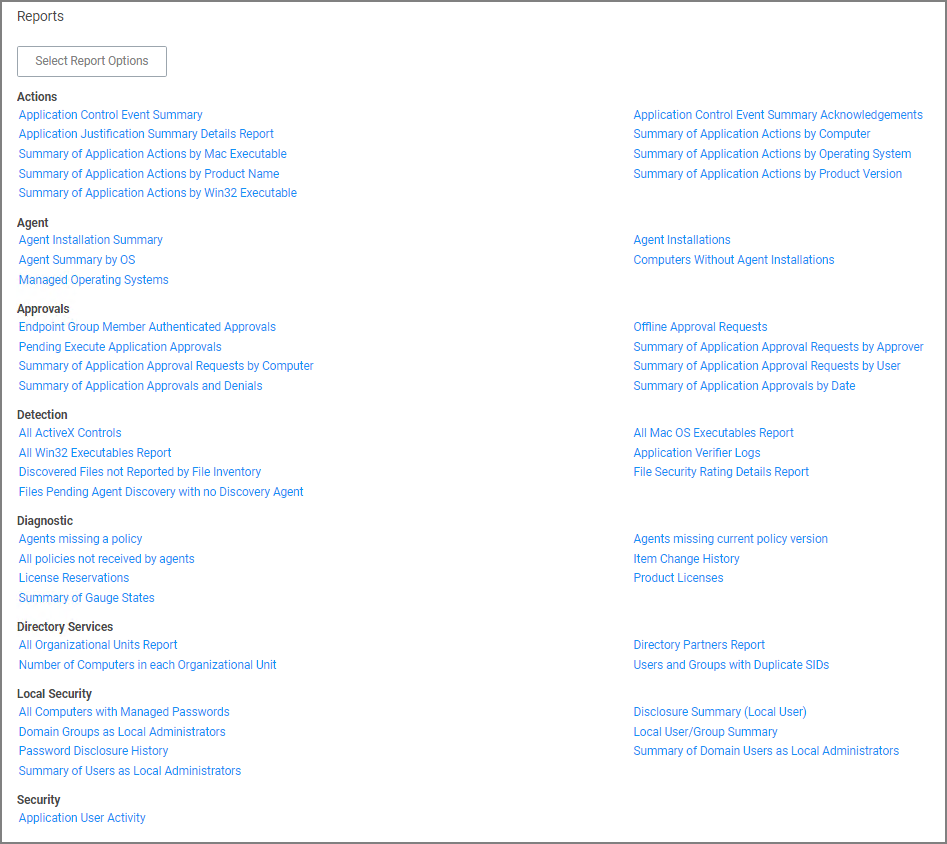 Reports
Select Report Options
Actions
Application Control Event Summary
Application Control Event Summary Acknowledgements
Application Justification Summary Details Report
Summary of Application Actions by Computer
Summary of Application Actions by Mac Executable
Summary of Application Actions by Operating System
Summary of Application Actions by Product Name
Summary of Application Actions by Product Version
Summary of Application Actions by Win32 Executable
Agent
Agent Installation Summary
Agent Installations
Agent Summary by OS
Computers Without Agent Installations
Managed Operating Systems
Approvals
Endpoint Group Member Authenticated Approvals
Offline Approval Requests
Pending Execute Application Approvals
Summary of Application Approval Requests by Approver
Summary of Application Approval Requests by Computer
Summary of Application Approval Requests by User
Summary of Application Approvals and Denials
Summary of Application Approvals by Date
Detection
All ActiveX Controls
All Mac OS Executables Report
All Win32 Executables Report
Application Verifier Logs
Discovered Files not Reported by File Inventory
File Security Rating Details Report
Files Pending Agent Discovery with no Discovery Agent
Diagnostic
Agents missing a policy
Agents missing current policy version
All policies not received by agents
Item Change History
License Reservations
Product Licenses
Summary of Gauge States
Directory Services
All Organizational Units Report
Directory Partners Report
Number of Computers in each Organizational Unit
Users and Groups with Duplicate SIDs
Local Security
All Computers with Managed Passwords
Disclosure Summary (Local User)
Domain Groups as Local Administrators
Local User/Group Summary
Password Disclosure History
Summary of Domain Users as Local Administrators
Summary of Users as Local Administrators
Security
Application User Activity